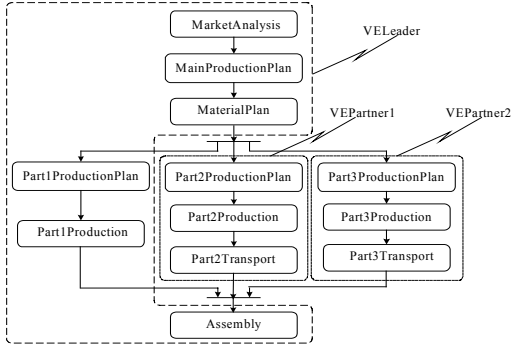 MarketAnalysis
VELeader
MainProductionPlan
MaterialPlan
VEPartner1
VEPartner2
Part1ProductionPlan
Part2ProductionPlan
Part3ProductionPlan
Part1Production
Part2Production
Part3Production
Part2Transport
Part3Transport
Assembly